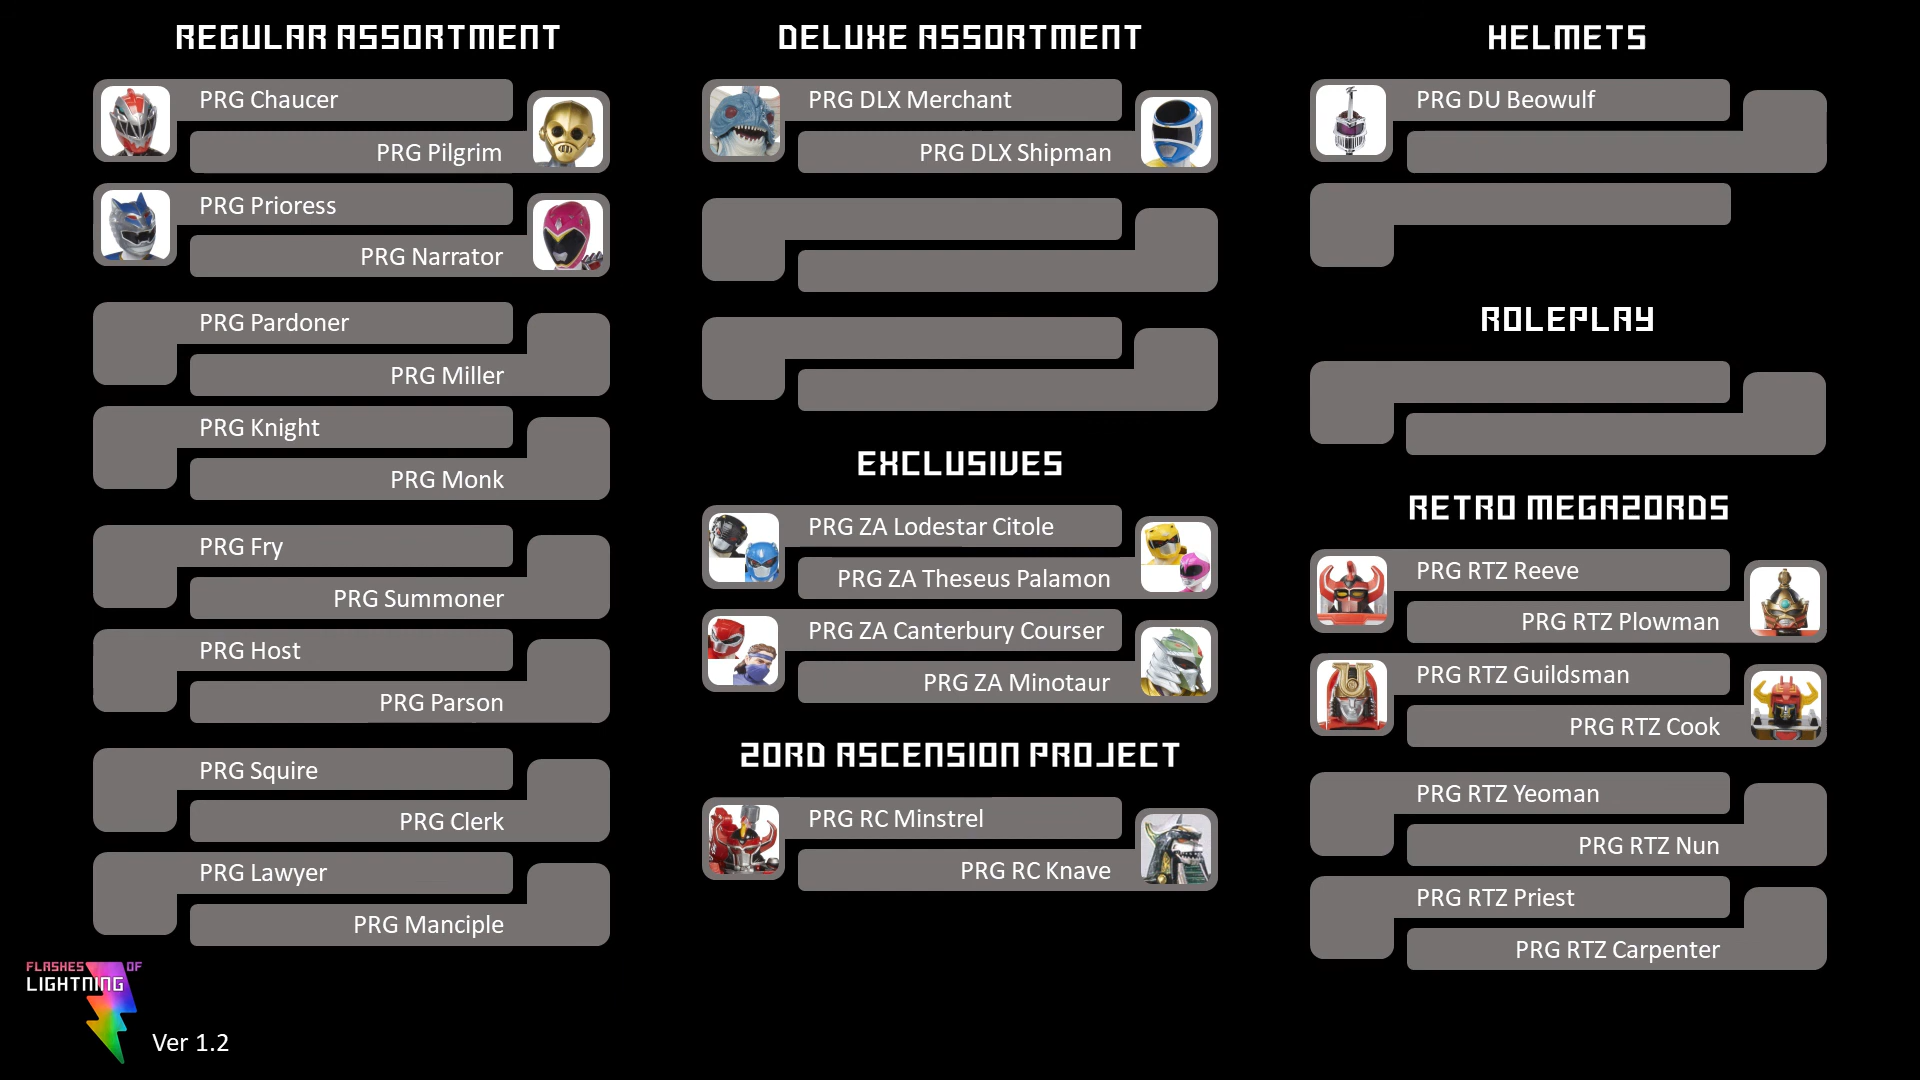 REGULAR ASSORTMENT
PRG Chaucer
PRG Pilgrim
PRG Prioress
PRG Narrator
PRG Pardoner
PRG Miller
PRG Knight
PRG Monk
PRG Fry
PRG Summoner
PRG Host
PRG Parson
PRG Squire
PRG Clerk
PRG Lawyer
PRG Manciple
FLASHES OF
LIGHTNING
Ver 1.2
DELUXE ASSORTMENT
PRG DLX Merchant
PRG DLX Shipman
EXCLUSIVES
PRG ZA Lodestar Citole
PRG ZA Theseus Palamon
PRG ZA Canterbury Courser
PRG ZA Minotaur
ZORD ASCENSION PROJECT
PRG RC Minstrel
PRG RC Knave
HELMETS
PRG DU Beowulf
ROLEPLAY
RETRO MEGAZORDS
PRG RTZ Reeve
PRG RTZ Plowman
PRG RTZ Guildsman
PRG RTZ Cook
PRG RTZ Yeoman
PRG RTZ Nun
PRG RTZ Priest
PRG RTZ Carpenter